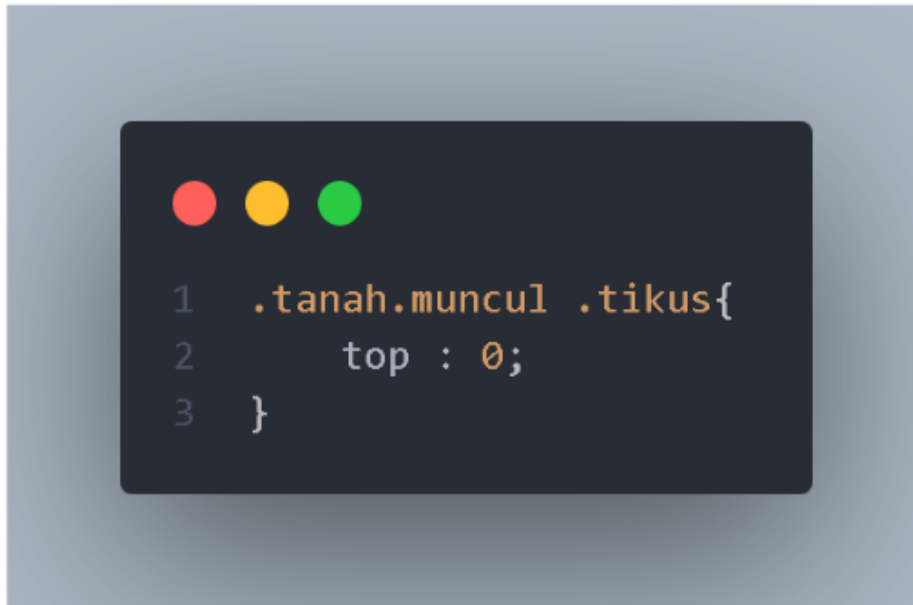 1 .tanah.muncul .tikus{
2 top : 0;
3 }